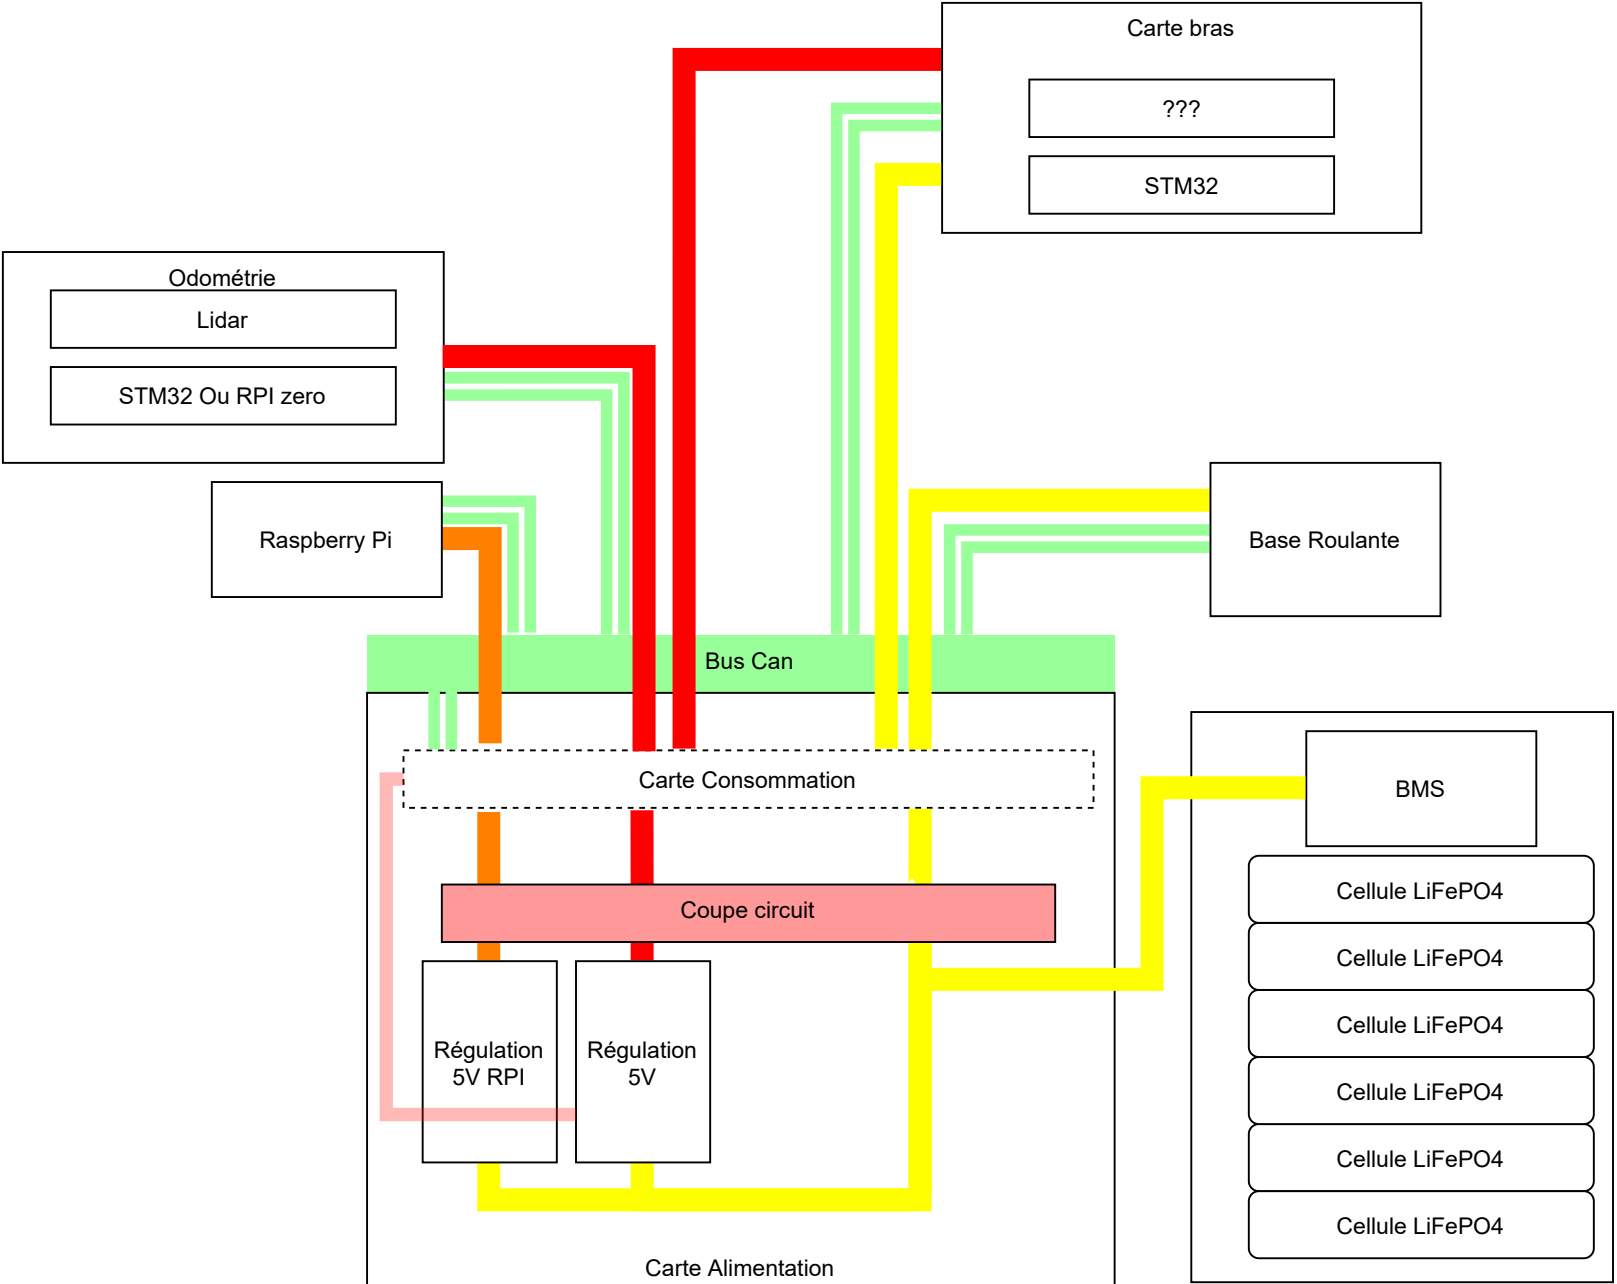 Carte bras
???
STM32
Odométrie
Lidar
STM32 Ou RPI zero
Raspberry Pi
Base Roulante
Bus Can
Carte Consommation
BMS
Coupe circuit
Cellule LiFePO4
Cellule LiFePO4
Cellule LiFePO4
Cellule LiFePO4
Cellule LiFePO4
Cellule LiFePO4
Régulation
5V RPI
Régulation
5V
Carte Alimentation